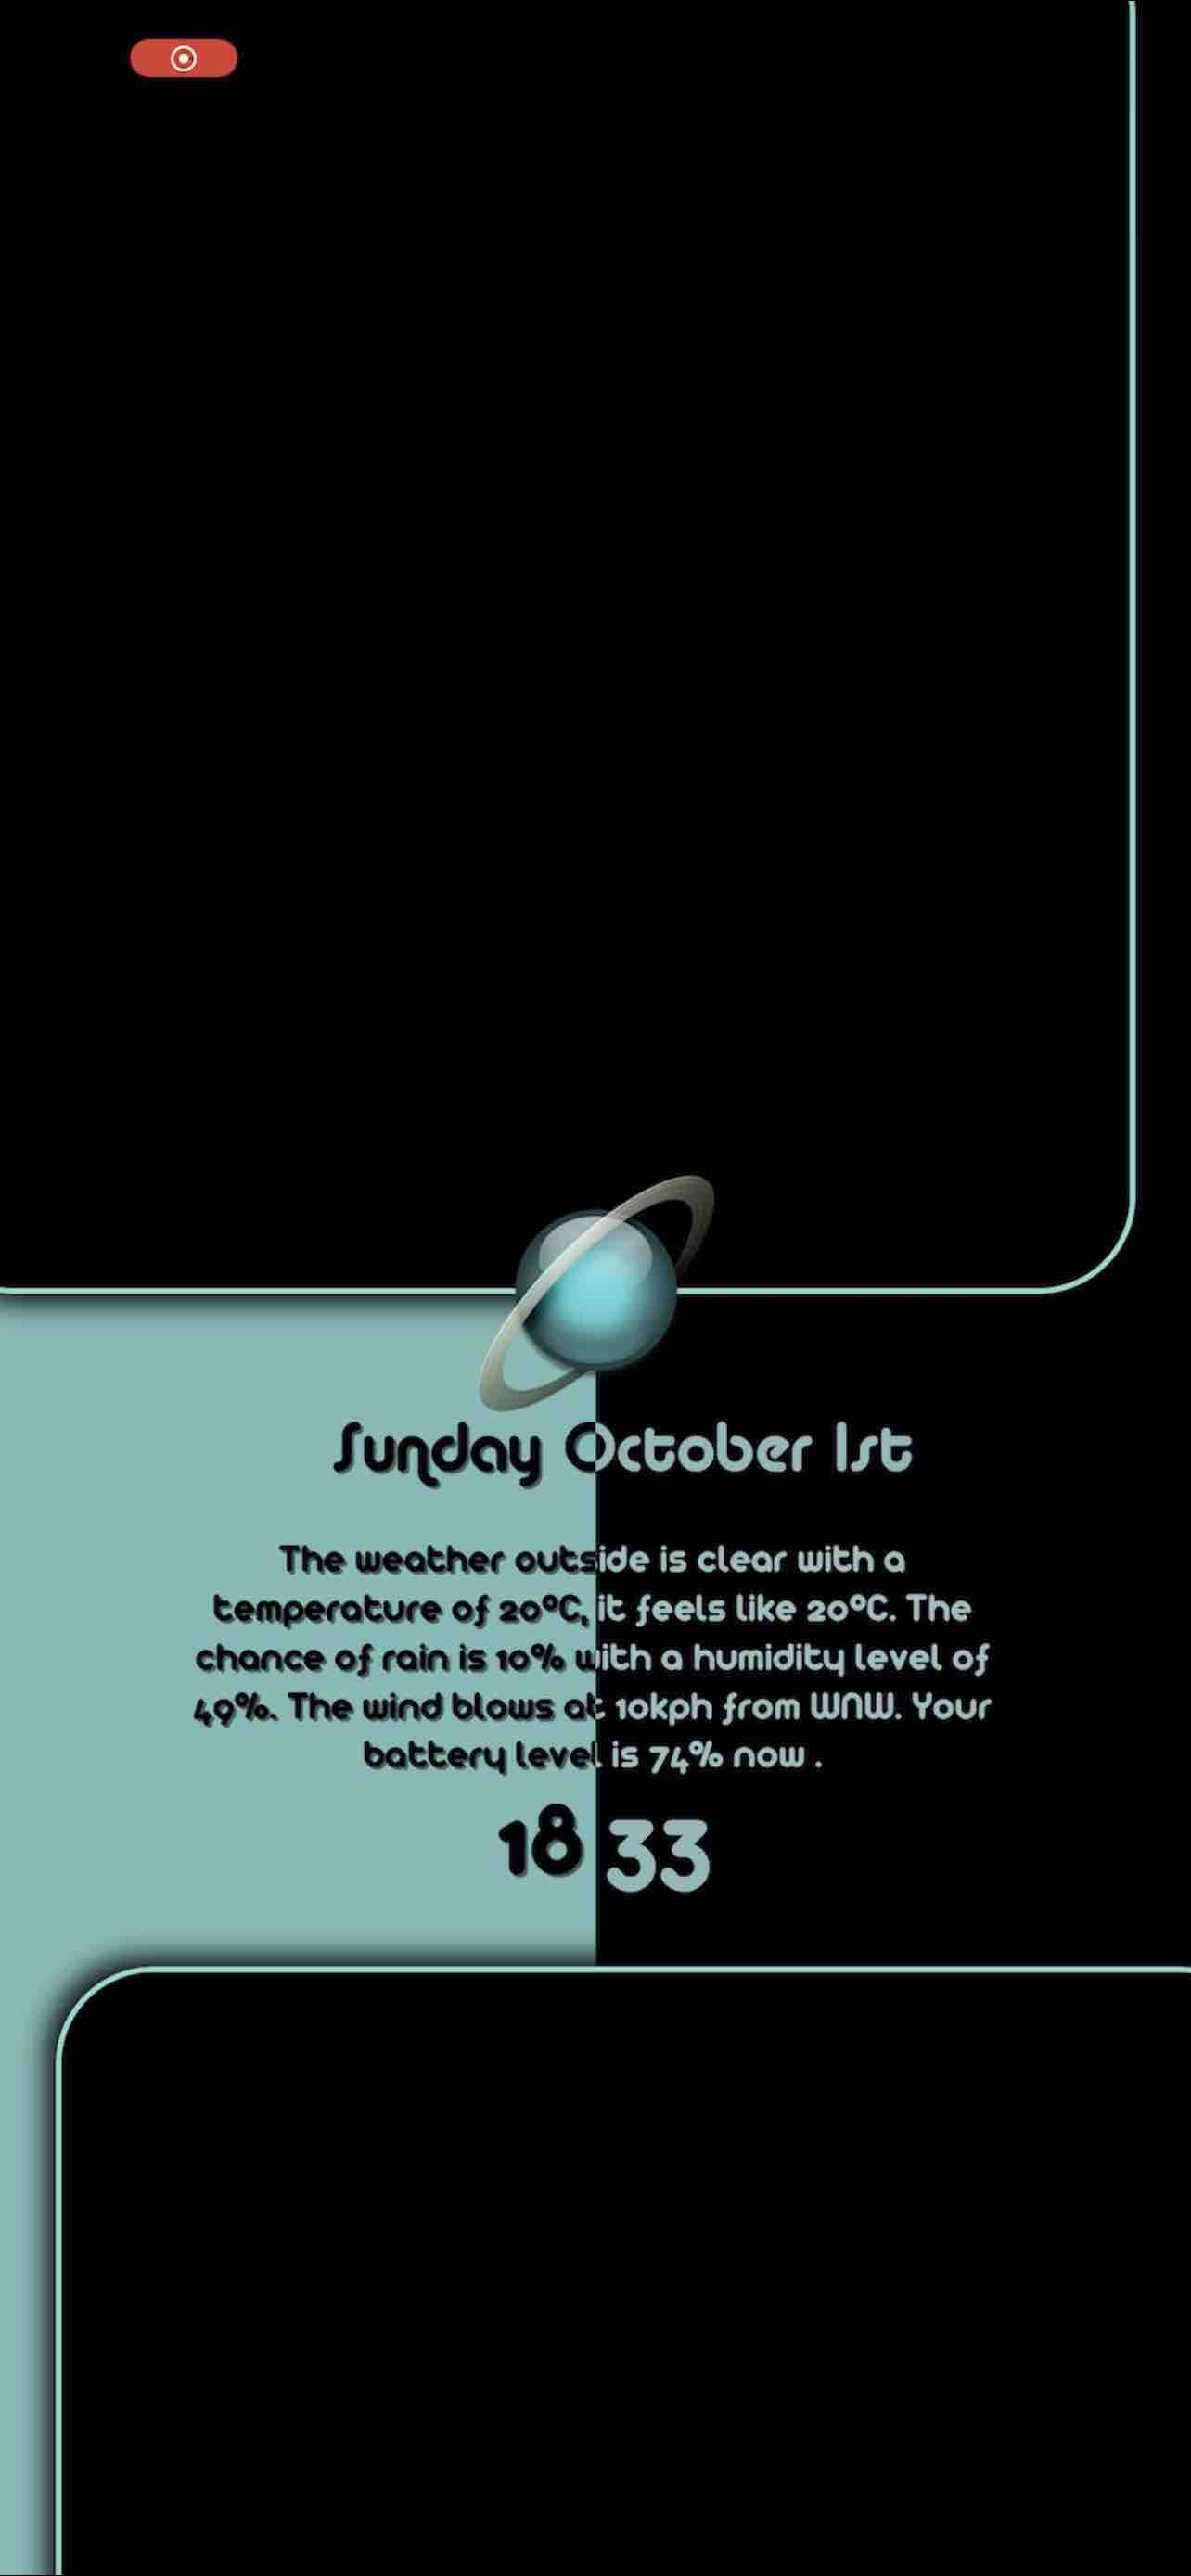 Sunday October 1st
The weather outside is clear with a
temperature of 20°C, it feels like 20°C. The
chance of rain is 10% with a humidity level of
49%. The wind blows at 10kph from WNW. Your
battery level is 74% now .
18 33